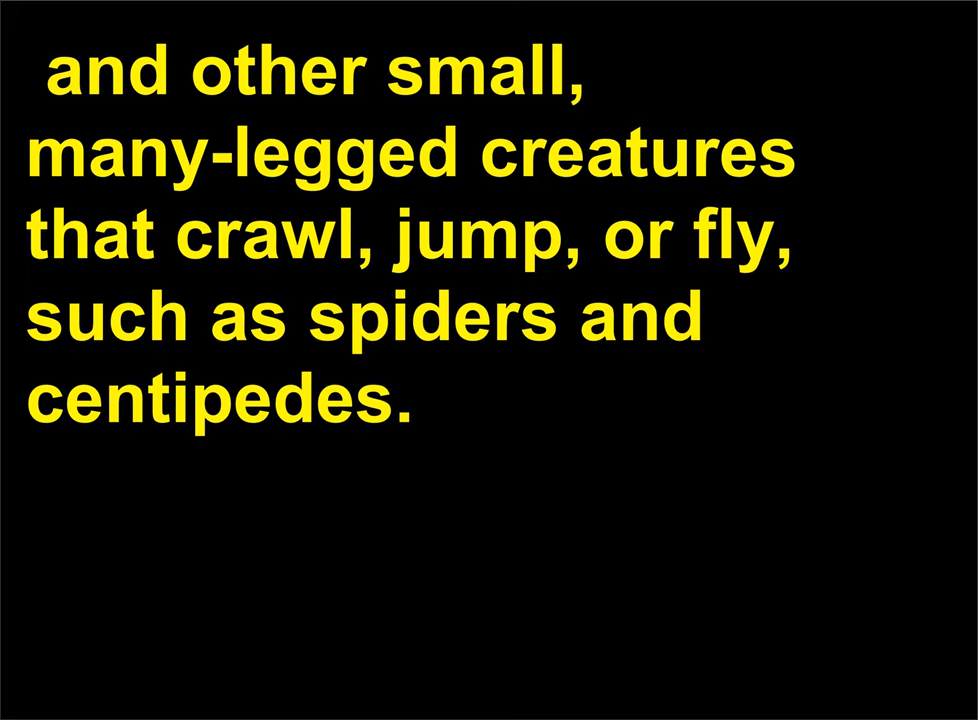 and other small,
many-legged creatures
that crawl, jump, or fly,
such as spiders and
centipedes.